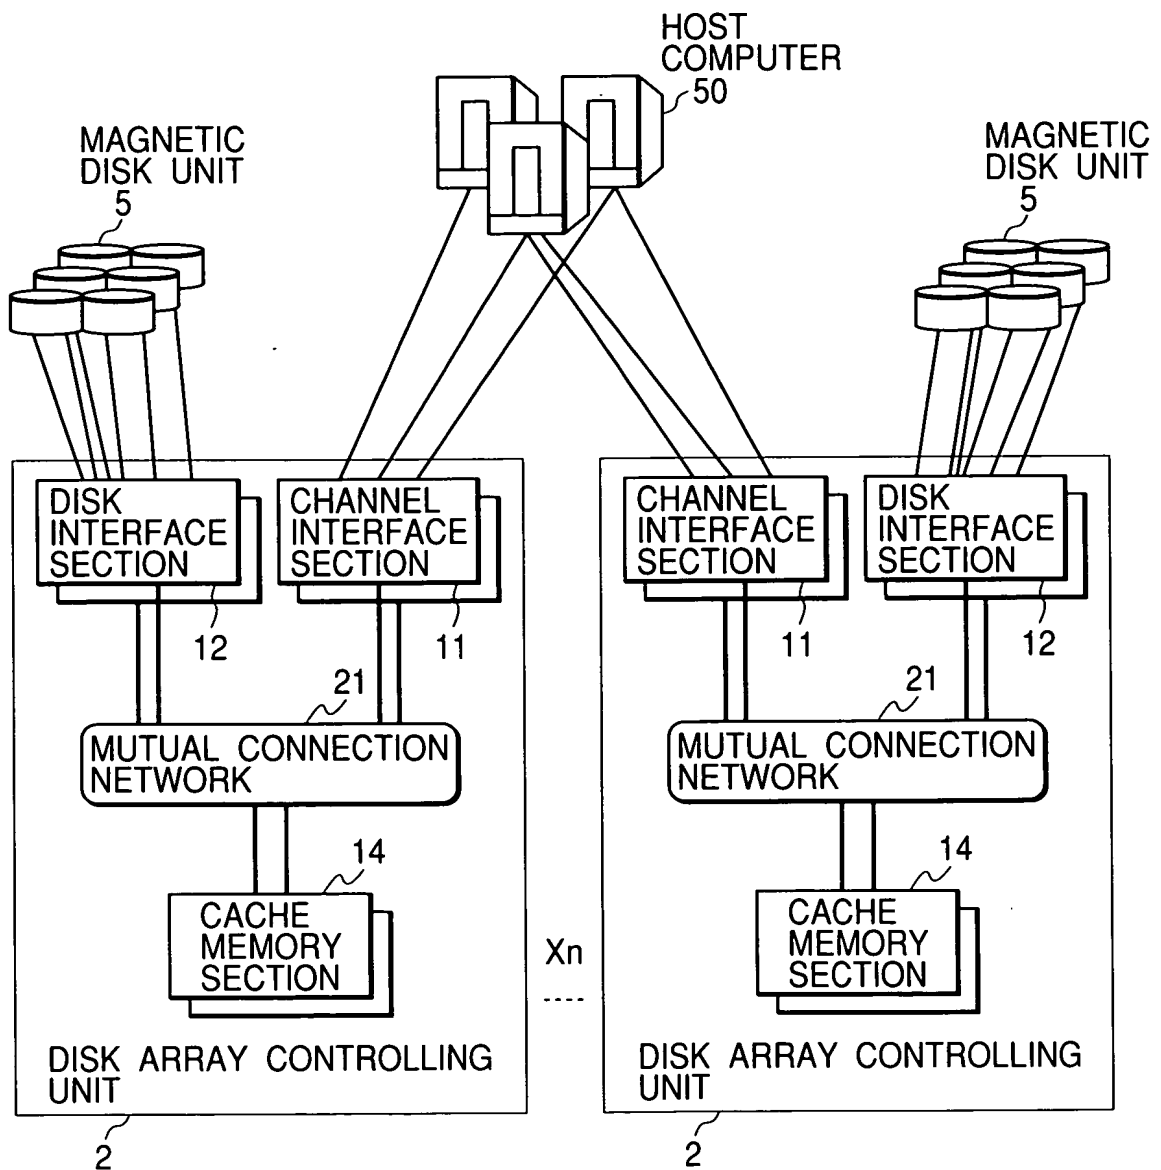 HOST
COMPUTER
50
MAGNETIC
DISK UNIT
5
MAGNETIC
DISK UNIT
5
DISK
INTERFACE
SECTION
12
CHANNEL
INTERFACE
SECTION
11
21
MUTUAL CONNECTION
NETWORK
14
CACHE
MEMORY
SECTION
DISK ARRAY CONTROLLING
UNIT
2
Xn
CHANNEL
INTERFACE
SECTION
11
DISK
INTERFACE
SECTION
12
21
MUTUAL CONNECTION
NETWORK
14
CACHE
MEMORY
SECTION
DISK ARRAY CONTROLLING
UNIT
2